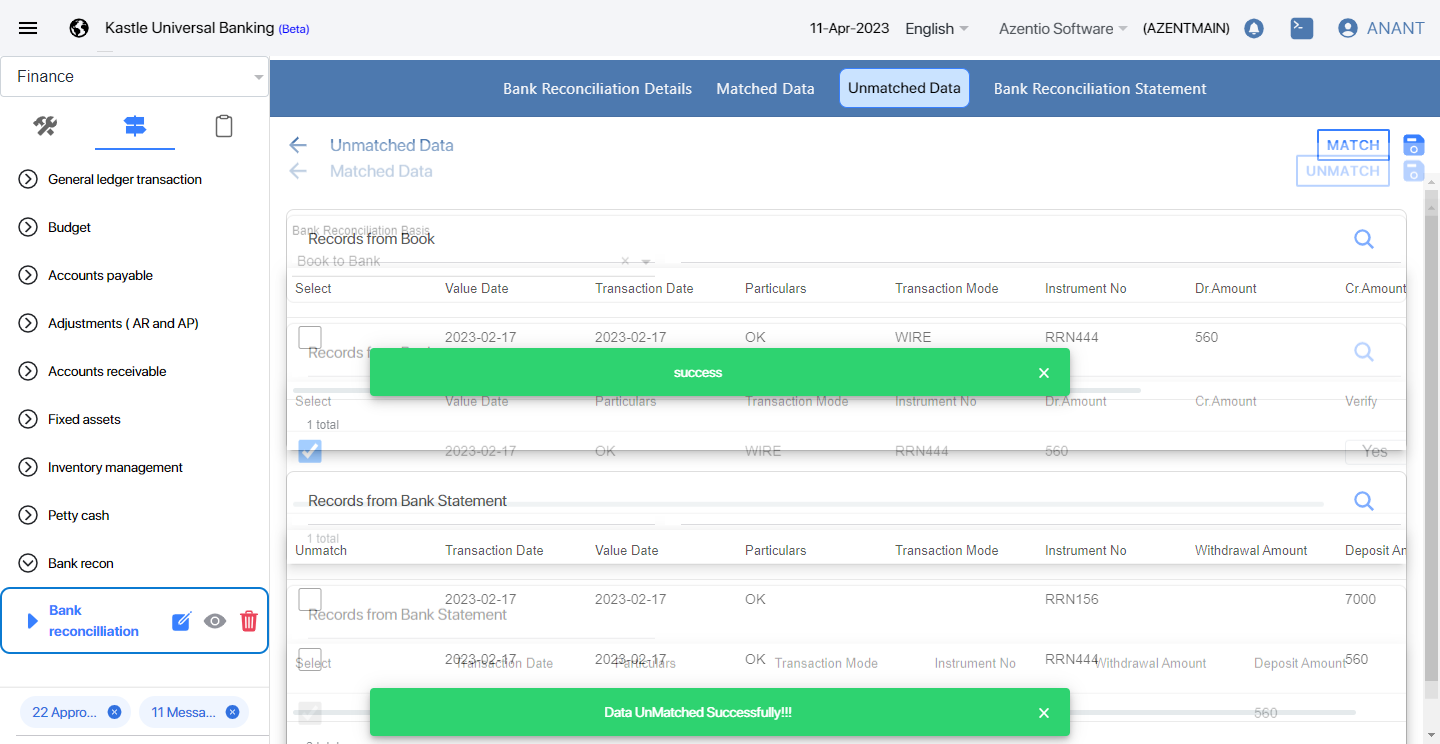 Kastle Universal Banking (Beta)
11-Apr-2023 English Azentio Software (AZENTMAIN) ANANT
Finance
Bank Reconciliation Details Matched Data Unmatched Data Bank Reconciliation Statement
General ledger transaction
Budget
Accounts payable
Adjustments ( AR and AP)
Accounts receivable
Fixed assets
Inventory management
Petty cash
Bank recon
Bank
reconcilliation
22 Appro... 11 Messa...
Unmatched Data MATCH
Matched Data UNMATCH
Bank Reconciliation Basis
Records from Book
Book to Bank
Select Value Date Transaction Date Particulars Transaction Mode Instrument No Dr.Amount Cr.Amount
2023-02-17 2023-02-17 OK WIRE RRN444 560
Records
success
Select Value Date Particulars Transaction Mode Instrument No Dr.Amount Cr.Amount Verify
1 total
2023-02-17 OK WIRE RRN444 560 Yes
Records from Bank Statement
1 total
Unmatch Transaction Date Value Date Particulars Transaction Mode Instrument No Withdrawal Amount Deposit Am
2023-02-17 2023-02-17 OK RRN156 7000
Records from Bank Statement
2023-02-17 2023-02-17 OK RRN444 560
Select Transaction Date Particulars Transaction Mode Instrument No Withdrawal Amount Deposit Amount
560
Data UnMatched Successfully!!!